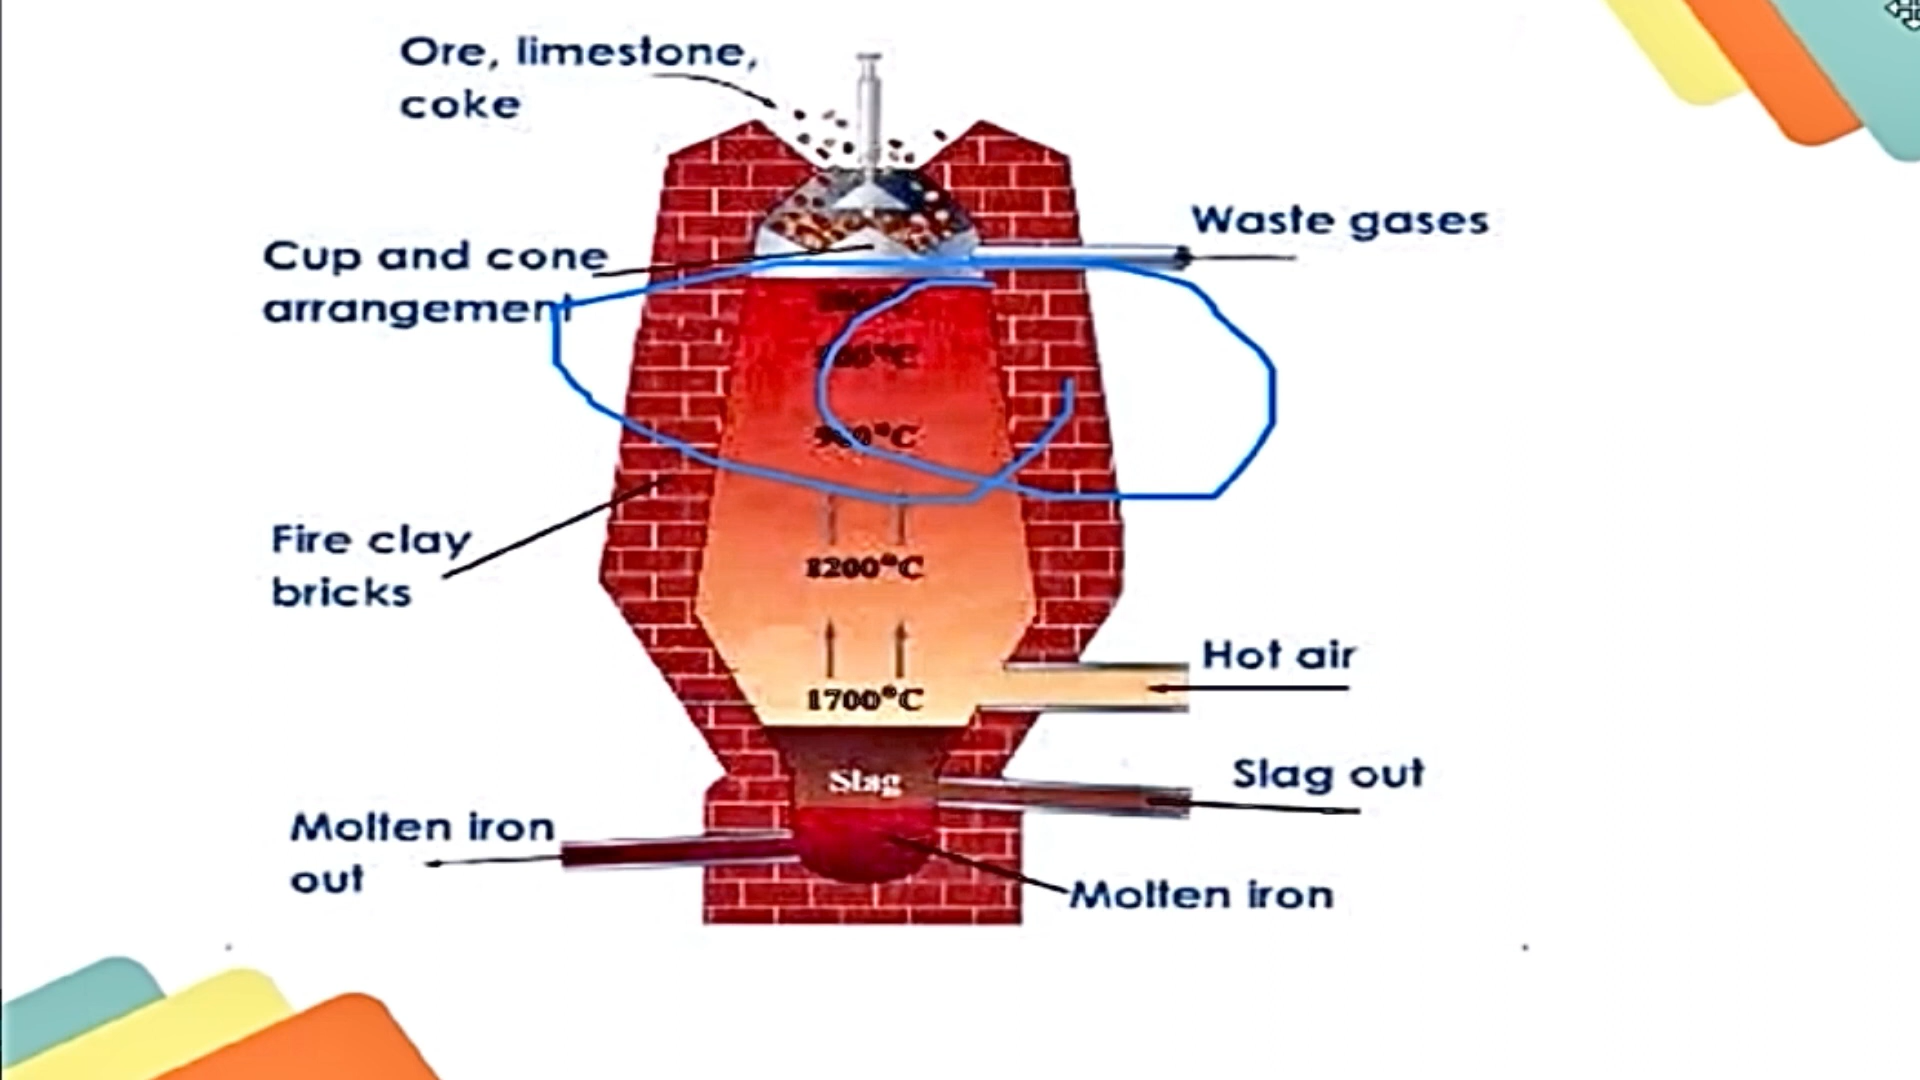 Ore, limestone,
coke
Waste gases
Cup and cone
arrangement
Fire clay
bricks
1200°C
Hot air
1700°C
Slag out
Slag
Molten iron
out
Molten iron